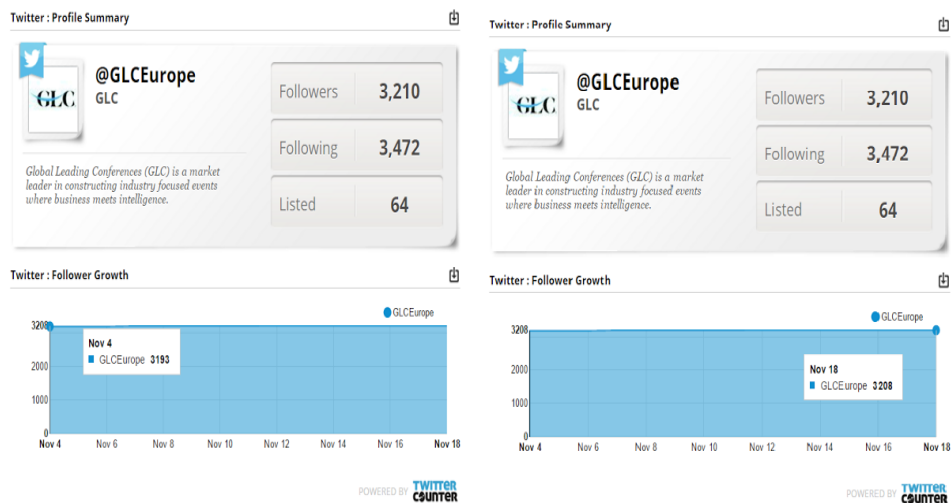 Twitter : Profile Summary
@GLCEurope
GLC
GLC
Followers 3,210
Following 3,472
Listed 64
Global Leading Conferences (GLC) is a market
leader in constructing industry focused events
where business meets intelligence.
Twitter : Follower Growth
GLCEurope
3208
2000
1000
0
Nov 4
GLCEurope 3193
Nov 4 Nov 6 Nov 8 Nov 10 Nov 12 Nov 14 Nov 16 Nov 18
POWERED BY TWITTER COUNTER
Twitter : Profile Summary
@GLCEurope
GLC
GLC
Followers 3,210
Following 3,472
Listed 64
Global Leading Conferences (GLC) is a market
leader in constructing industry focused events
where business meets intelligence.
Twitter : Follower Growth
GLCEurope
3208
2000
1000
0
Nov 18
GLCEurope 3208
Nov 4 Nov 6 Nov 8 Nov 10 Nov 12 Nov 14 Nov 16 Nov 18
POWERED BY TWITTER COUNTER